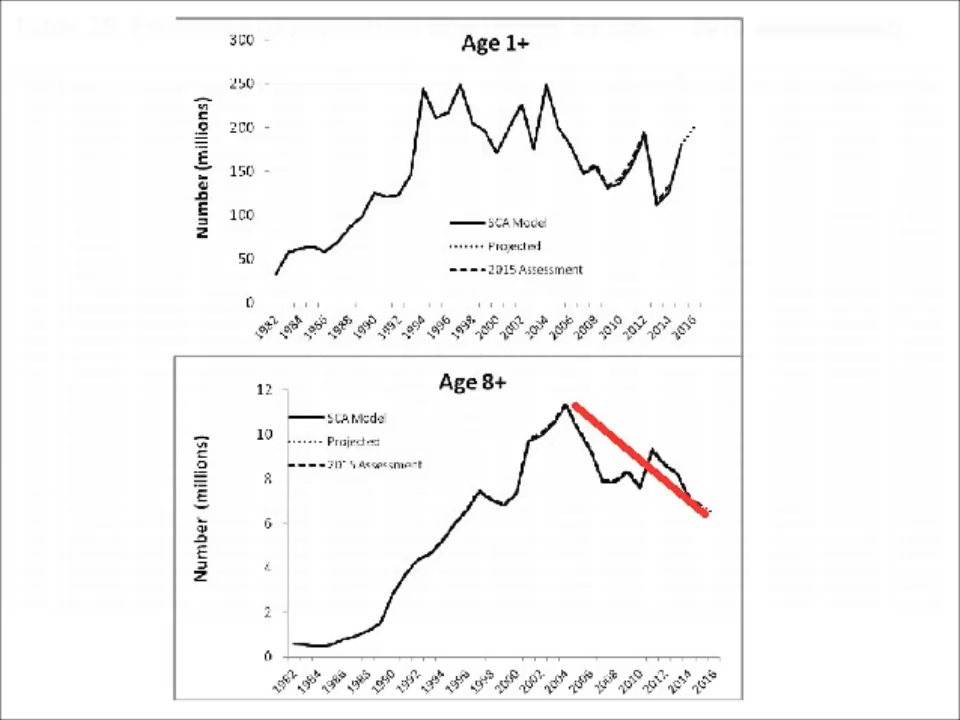 Age 1+
300
250
200
150
100
50
0
Number (millions)
SCA Model
Projected
2015 Assessment
1982 1984 1986 1988 1990 1992 1994 1996 1998 2000 2002 2004 2006 2008 2010 2012 2014 2016
Age 8+
12
10
8
6
4
2
0
Number (millions)
SCA Model
Projected
2015 Assessment
1982 1984 1986 1988 1990 1992 1994 1996 1998 2000 2002 2004 2006 2008 2010 2012 2014 2016